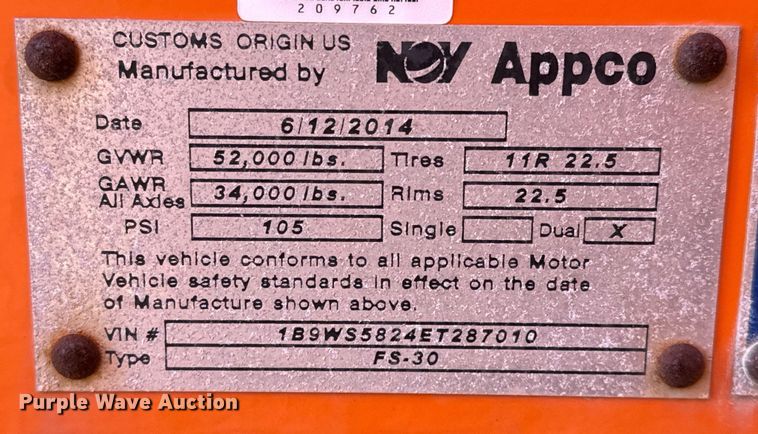 209762
CUSTOMS ORIGIN US
Manufactured by NOV Appco
Date 6/12/2014
GVWR 52,000 lbs. Tires 11R 22.5
GAWR All Axles 34,000 lbs. Rims 22.5
PSI 105 Single Dual X
This vehicle conforms to all applicable Motor
Vehicle safety standards in effect on the date
of Manufacture shown above.
VIN # 1B9WS5824ET287010
Type FS-30
Purple Wave Auction